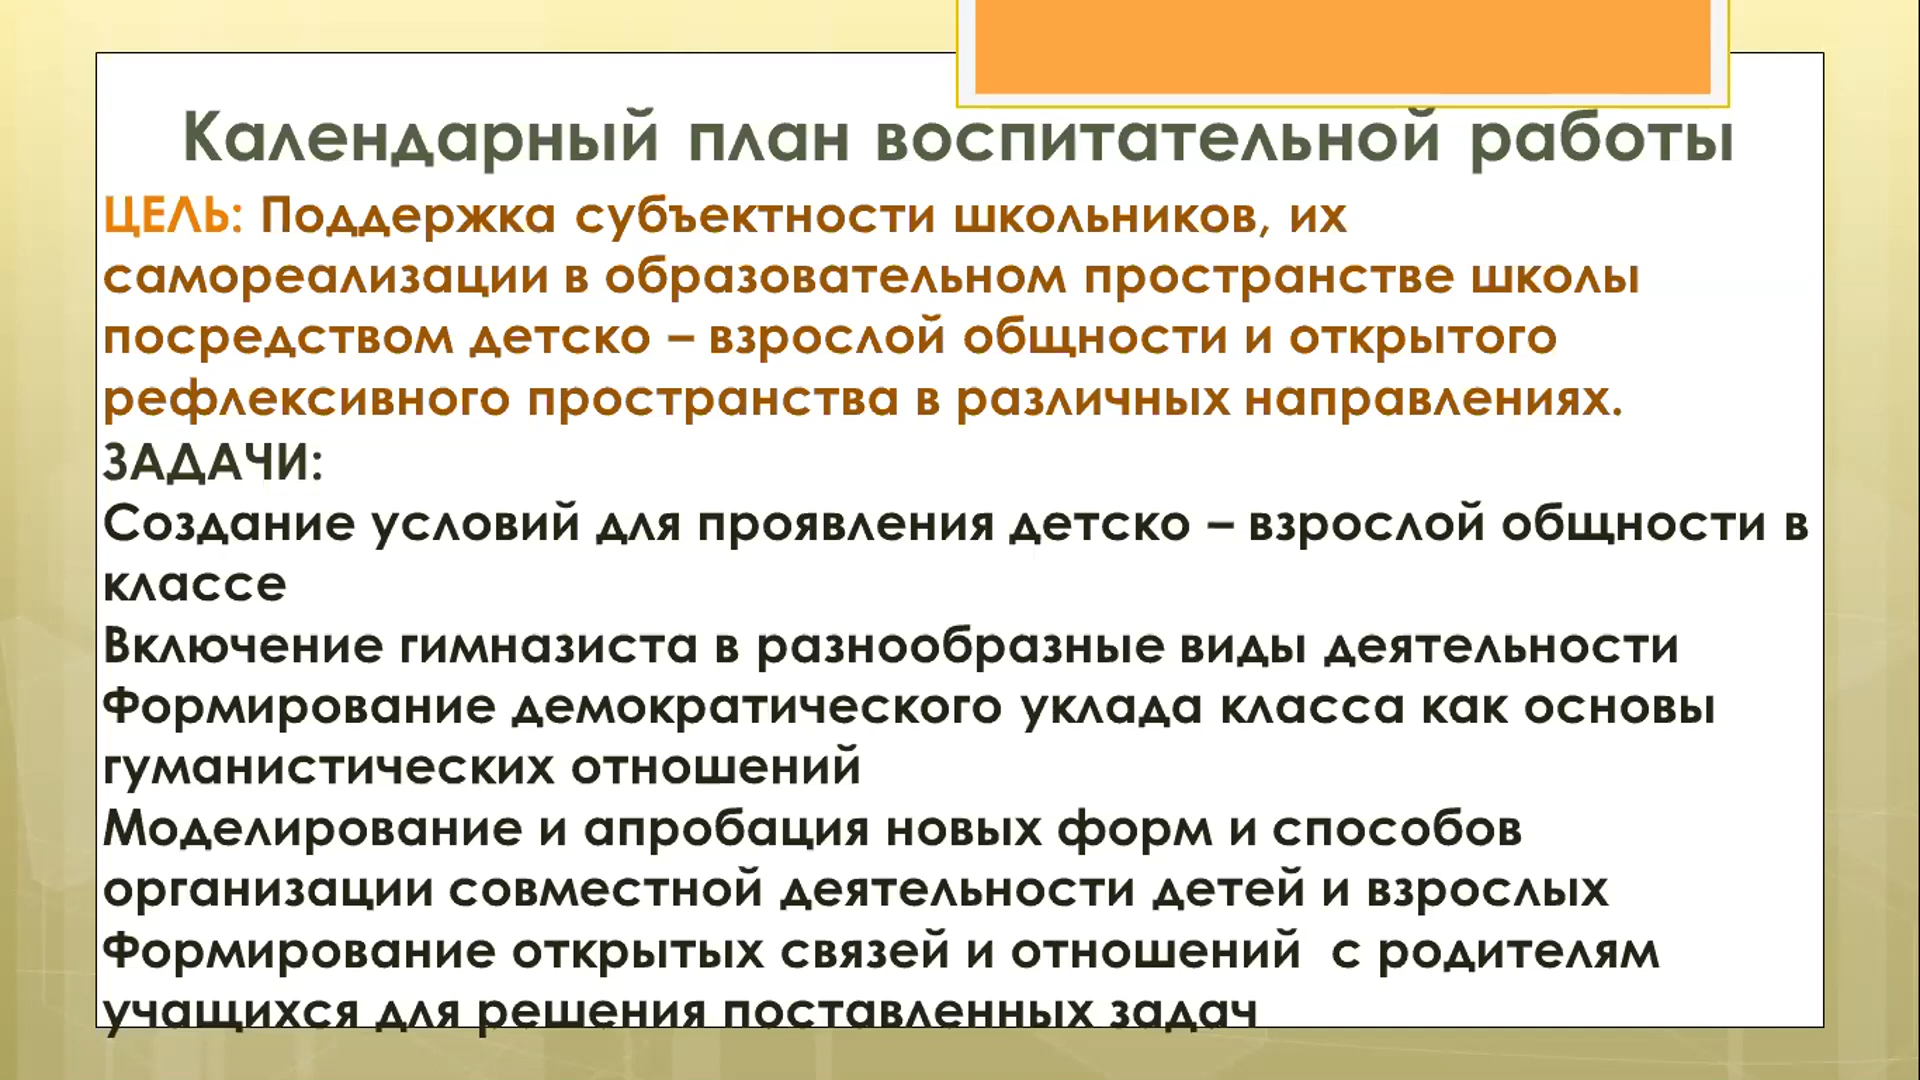 Календарный план воспитательной работы
ЦЕЛЬ: Поддержка субъектности школьников, их
самореализации в образовательном пространстве школы
посредством детско – взрослой общности и открытого
рефлексивного пространства в различных направлениях.
ЗАДАЧИ:
Создание условий для проявления детско – взрослой общности в
классе
Включение гимназиста в разнообразные виды деятельности
Формирование демократического уклада класса как основы
гуманистических отношений
Моделирование и апробация новых форм и способов
организации совместной деятельности детей и взрослых
Формирование открытых связей и отношений  с родителям
учащихся для решения поставленных задач